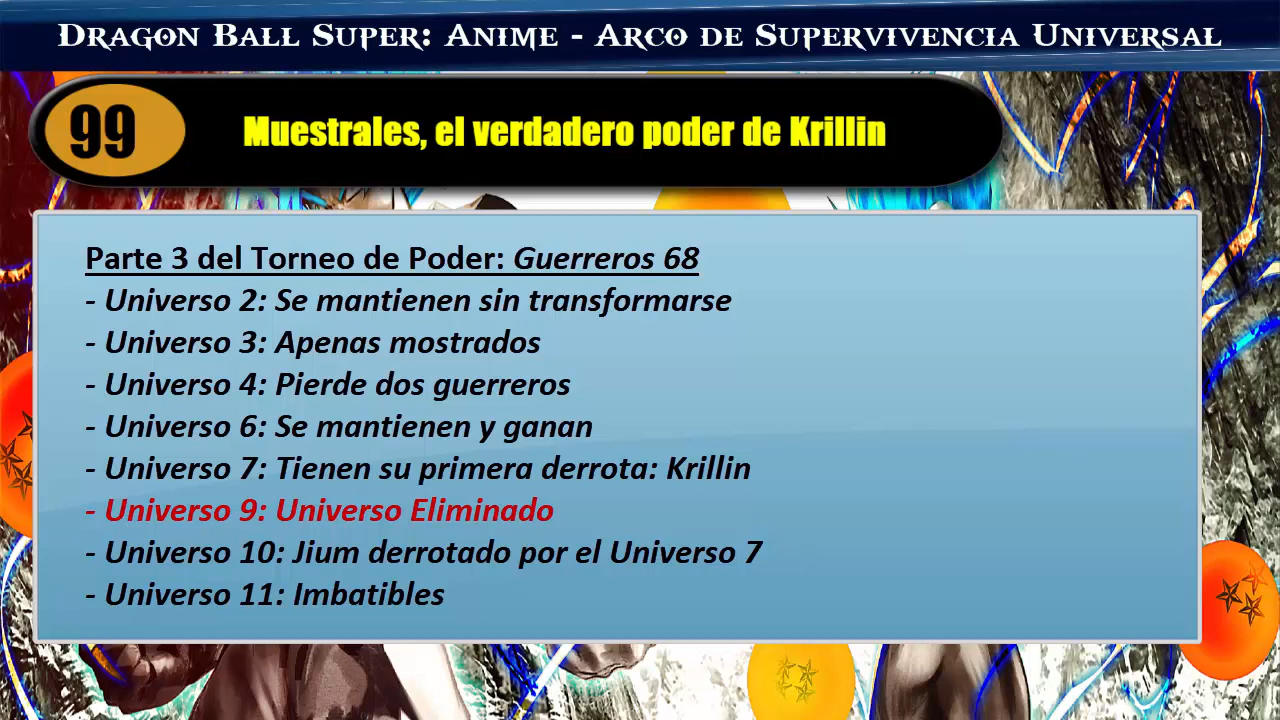 Dragon Ball Super: Anime - Arco de Supervivencia Universal
99
Muestrales, el verdadero poder de Krillin
Parte 3 del Torneo de Poder: Guerreros 68
- Universo 2: Se mantienen sin transformarse
- Universo 3: Apenas mostrados
- Universo 4: Pierde dos guerreros
- Universo 6: Se mantienen y ganan
- Universo 7: Tienen su primera derrota: Krillin
- Universo 9: Universo Eliminado
- Universo 10: Jium derrotado por el Universo 7
- Universo 11: Imbatibles